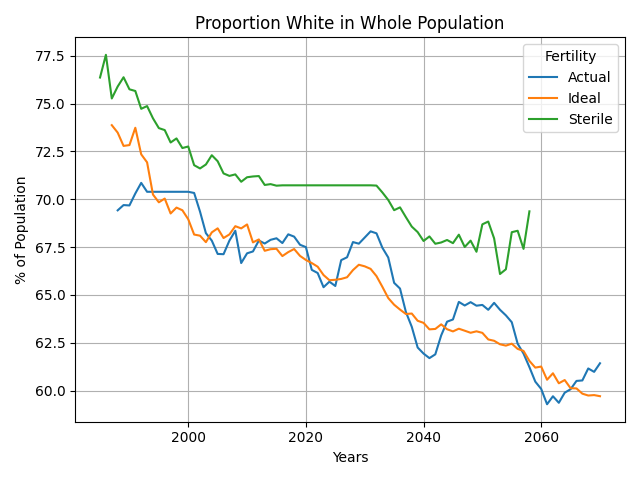 Proportion White in Whole Population
Fertility
Actual
Ideal
Sterile
% of Population
77.5
75.0
72.5
70.0
67.5
65.0
62.5
60.0
2000
2020
2040
2060
Years